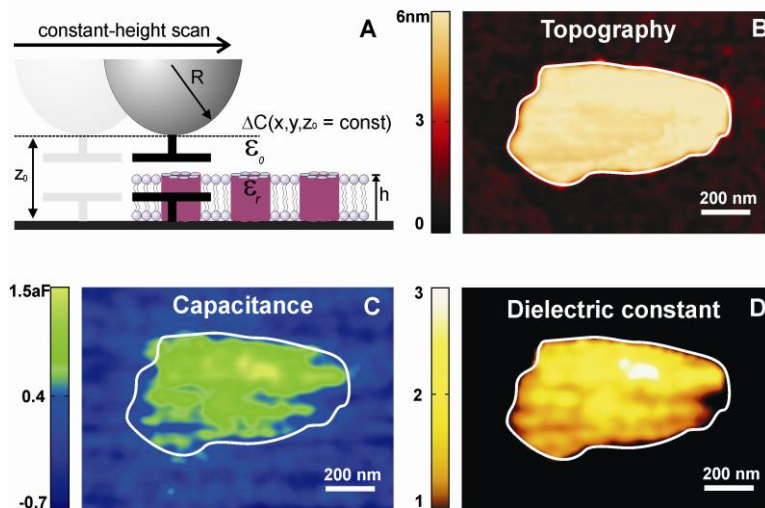 constant-height scan
A
R
ΔC(x,y,z₀ = const)
ε₀
z₀
εᵣ
h
6nm
3
0
Topography
B
200 nm
1.5aF
0.4
-0.7
Capacitance
C
200 nm
3
2
1
Dielectric constant
D
200 nm